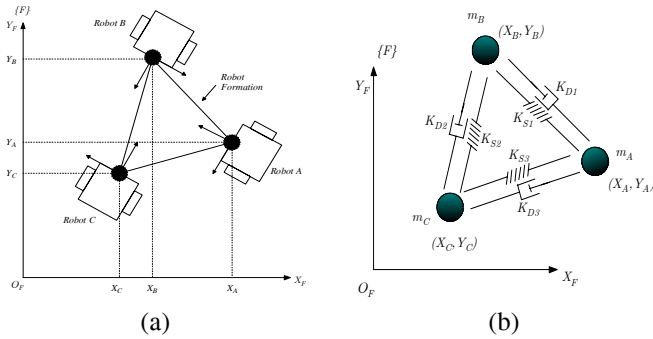 {F}
Y_F
Robot B
Y_B
Robot
Formation
Y_A
Y_C
Robot A
Robot C
O_F
X_C
X_B
X_A
X_F
(a)
{F}
m_B
(X_B, Y_B)
Y_F
K_D1
K_D2
K_S1
K_S2
K_S3
m_A
(X_A, Y_A)
K_D3
m_C
(X_C, Y_C)
O_F
X_F
(b)